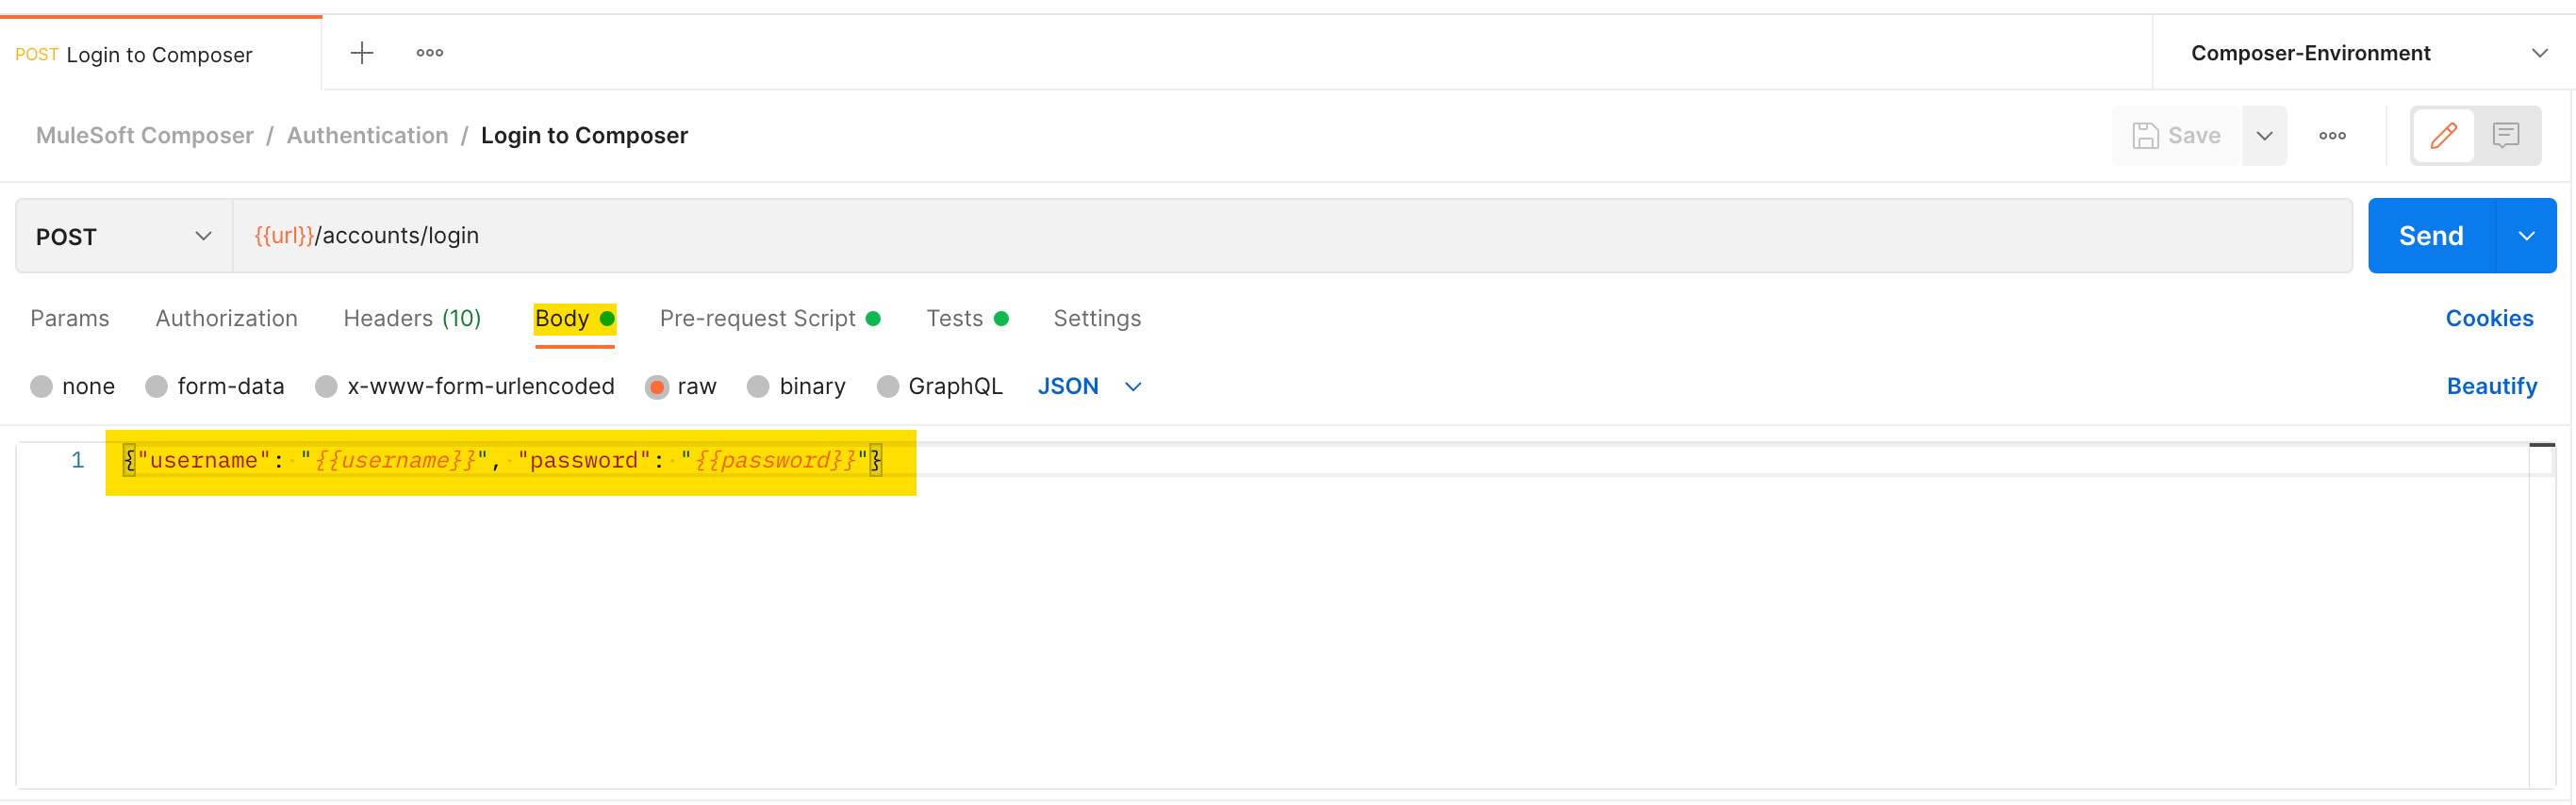 POST Login to Composer
Composer-Environment
MuleSoft Composer / Authentication / Login to Composer
Save
POST {{url}}/accounts/login Send
Params Authorization Headers (10) Body Pre-request Script Tests Settings Cookies
none form-data x-www-form-urlencoded raw binary GraphQL JSON Beautify
1 {"username": "{{username}}", "password": "{{password}}"}